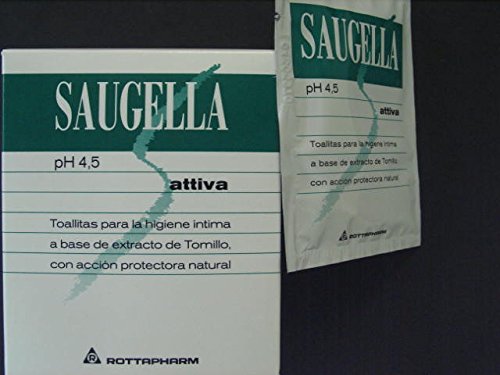 SAUGELLA
pH 4,5
attiva
Toallitas para la higiene intima
a base de extracto de Tomillo,
con acción protectora natural
R ROTTAPHARM
SAUGELLA
pH 4,5
attiva
Toallitas para la higiene intima
a base de extracto de Tomillo,
con acción protectora natural
ROTTAPHARM